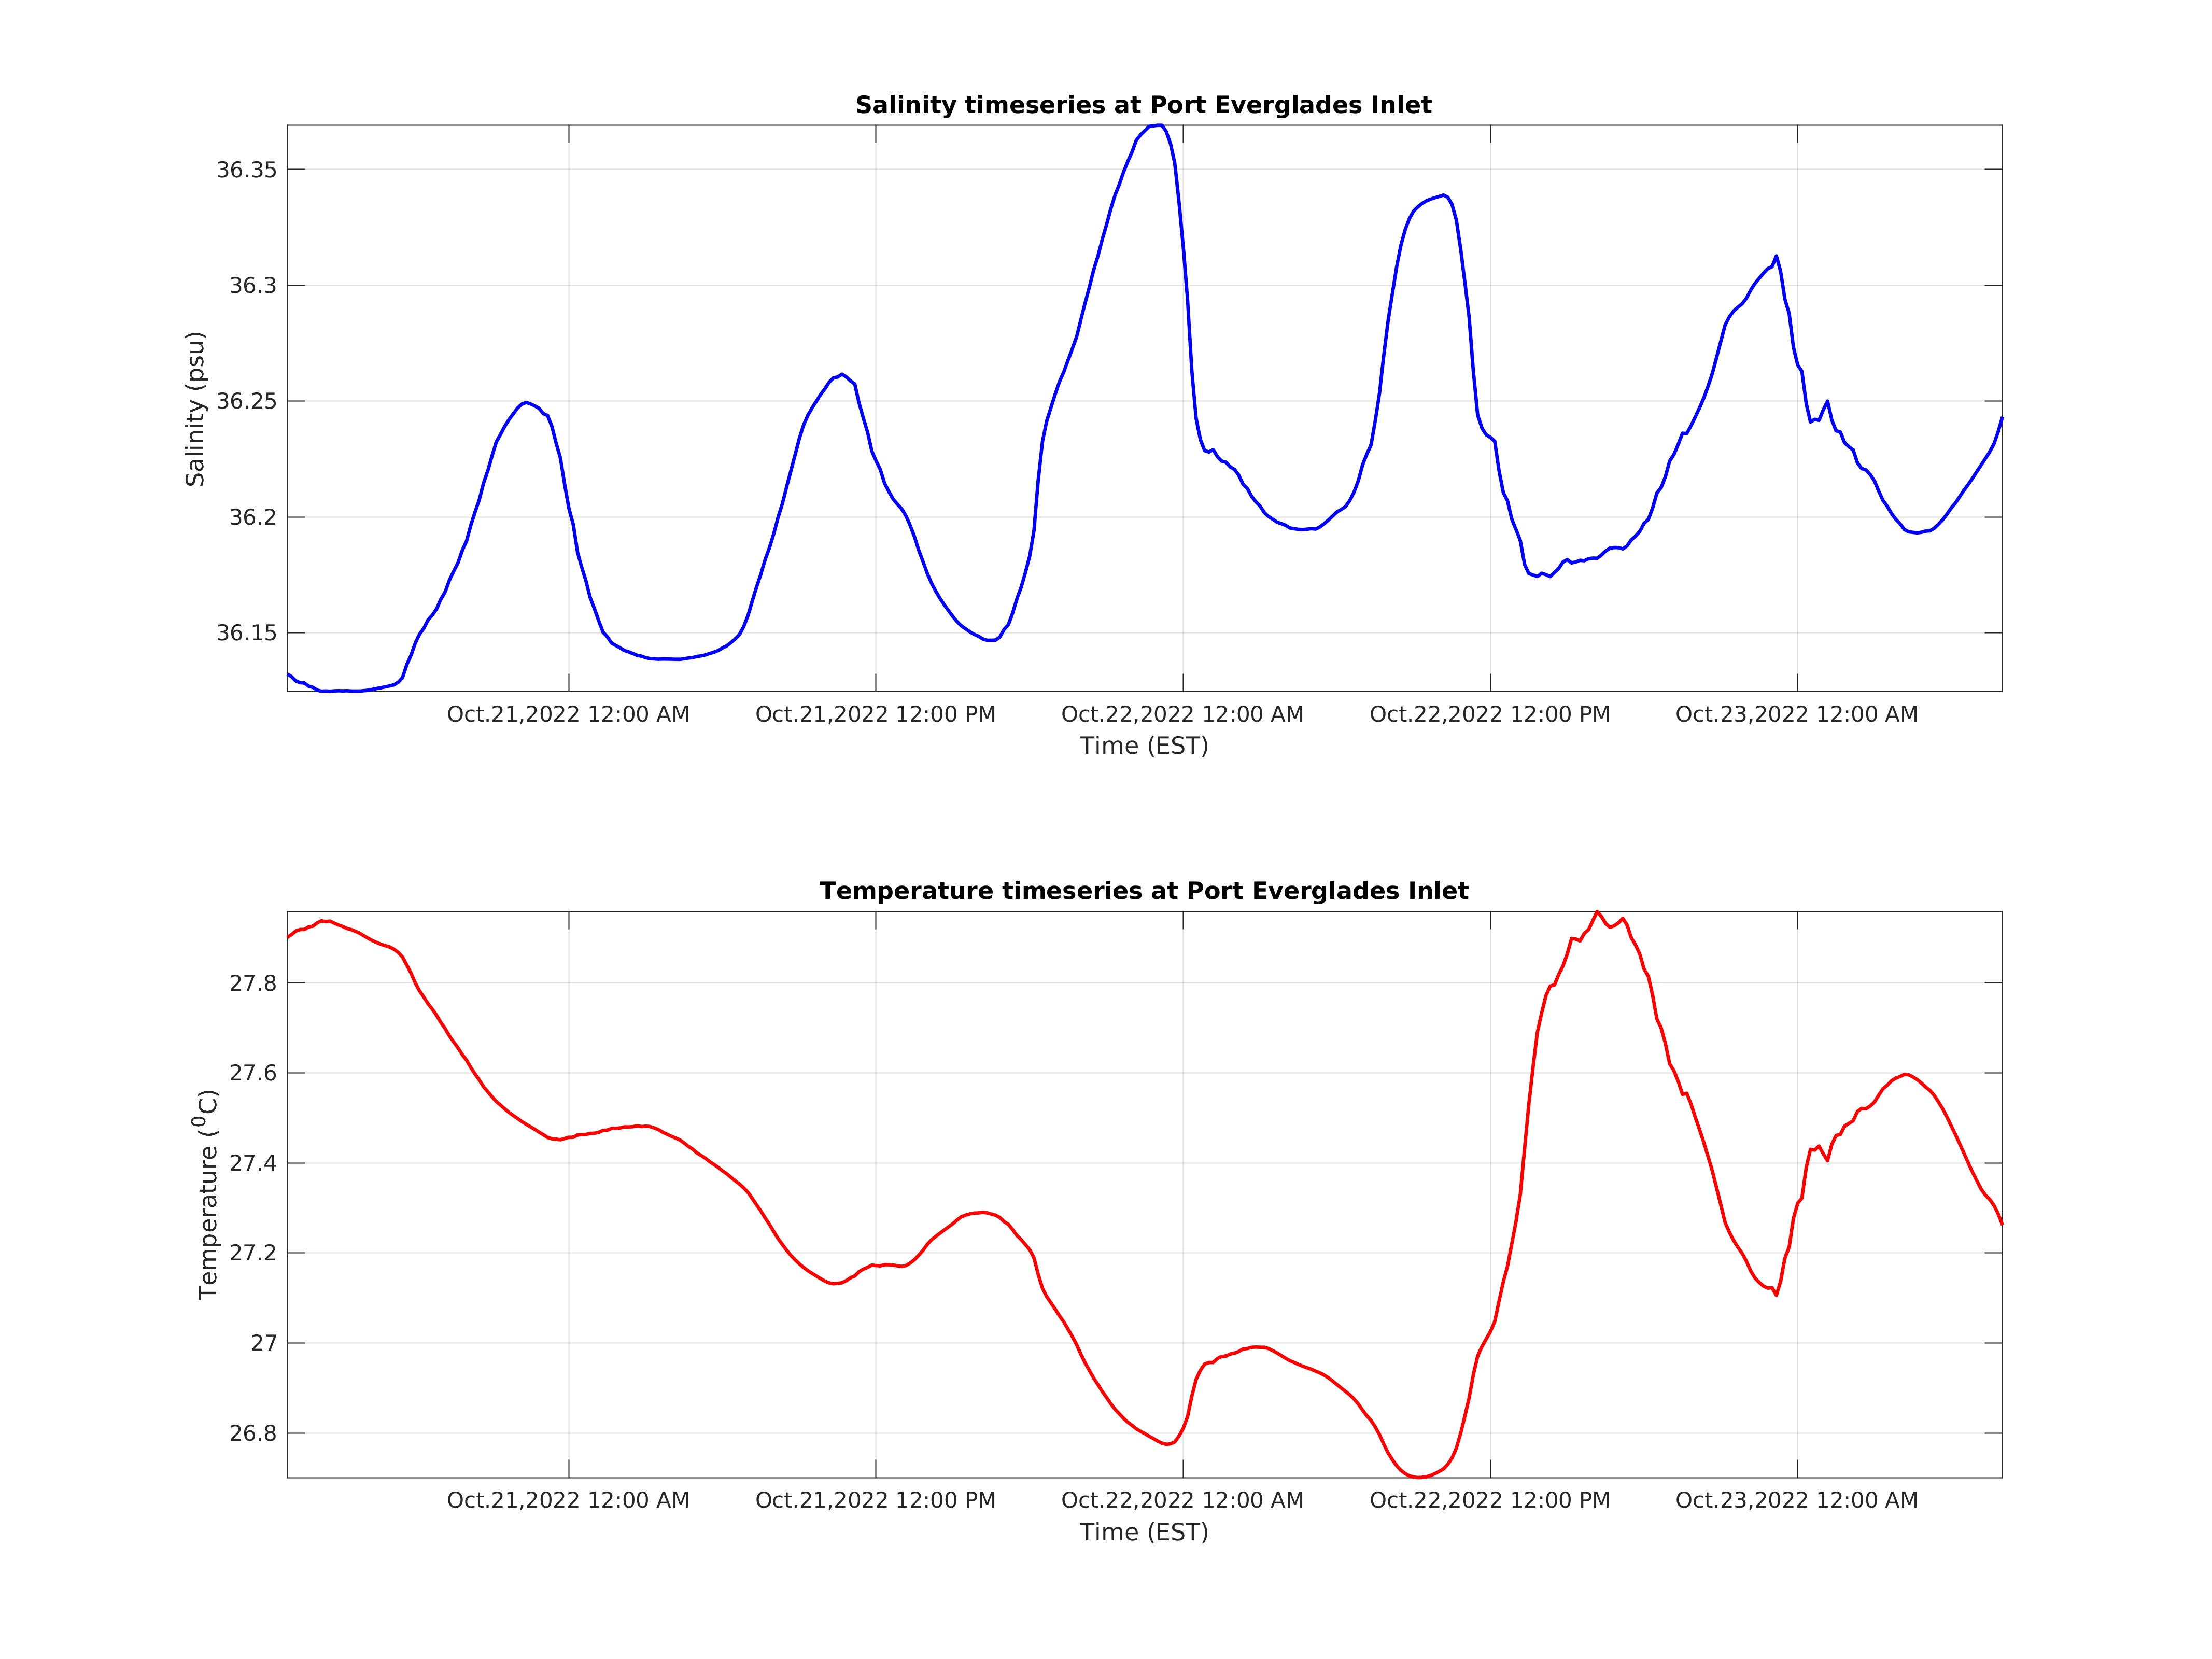 Salinity timeseries at Port Everglades Inlet
36.35
36.3
36.25
36.2
36.15
Salinity (psu)
Oct.21,2022 12:00 AM
Oct.21,2022 12:00 PM
Oct.22,2022 12:00 AM
Oct.22,2022 12:00 PM
Oct.23,2022 12:00 AM
Time (EST)
Temperature timeseries at Port Everglades Inlet
27.8
27.6
27.4
27.2
27
26.8
Temperature (⁰C)
Oct.21,2022 12:00 AM
Oct.21,2022 12:00 PM
Oct.22,2022 12:00 AM
Oct.22,2022 12:00 PM
Oct.23,2022 12:00 AM
Time (EST)